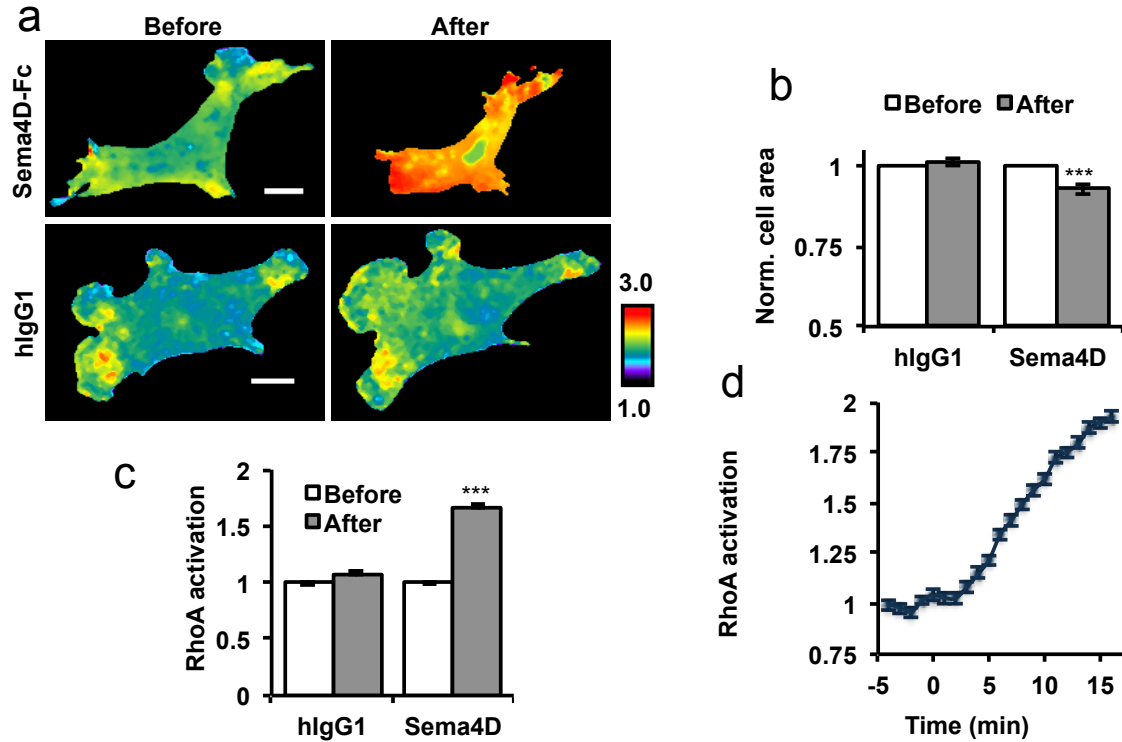 a
Before After
Sema4D-Fc
hIgG1
3.0
1.0
b
Before After
Norm. cell area
1
0.75
0.5
***
hIgG1 Sema4D
c
RhoA activation
2
1.5
1
0.5
0
Before
After
***
hIgG1 Sema4D
d
RhoA activation
2
1.75
1.5
1.25
1
0.75
-5 0 5 10 15
Time (min)